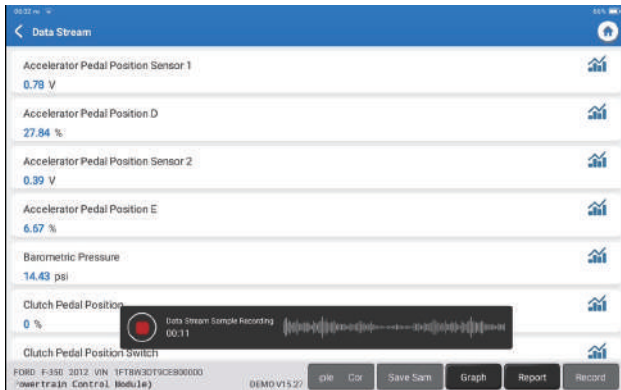 Data Stream
Accelerator Pedal Position Sensor 1
0.78 V
Accelerator Pedal Position D
27.84 %
Accelerator Pedal Position Sensor 2
0.39 V
Accelerator Pedal Position E
6.67 %
Barometric Pressure
14.43 psi
Clutch Pedal Position
0 %
Data Stream Sample Recording
00:11
Clutch Pedal Position Switch
FORD F-350 2012 VIN 1FT8W3DT9CEB00000
owertrain Control Module)
DEMO V15.27
ple Cor
Save Sam
Graph
Report
Record